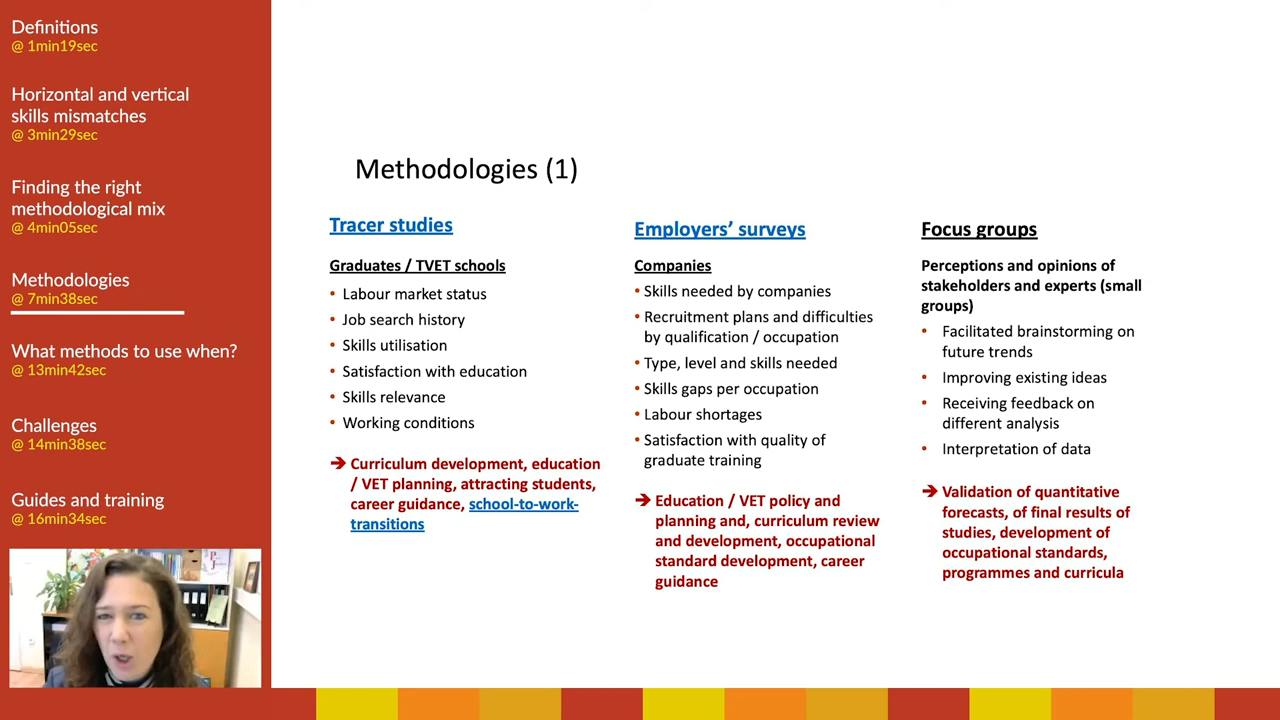 Definitions
@ 1min19sec
Horizontal and vertical
skills mismatches
@ 3min29sec
Finding the right
methodological mix
@ 4min05sec
Methodologies
@ 7min38sec
What methods to use when?
@ 13min42sec
Challenges
@ 14min38sec
Guides and training
@ 16min34sec
Methodologies (1)
Tracer studies
Graduates / TVET schools
• Labour market status
• Job search history
• Skills utilisation
• Satisfaction with education
• Skills relevance
• Working conditions
➔ Curriculum development, education
/ VET planning, attracting students,
career guidance, school-to-work-
transitions
Employers’ surveys
Companies
• Skills needed by companies
• Recruitment plans and difficulties
by qualification / occupation
• Type, level and skills needed
• Skills gaps per occupation
• Labour shortages
• Satisfaction with quality of
graduate training
➔ Education / VET policy and
planning and, curriculum review
and development, occupational
standard development, career
guidance
Focus groups
Perceptions and opinions of
stakeholders and experts (small
groups)
• Facilitated brainstorming on
future trends
• Improving existing ideas
• Receiving feedback on
different analysis
• Interpretation of data
➔ Validation of quantitative
forecasts, of final results of
studies, development of
occupational standards,
programmes and curricula